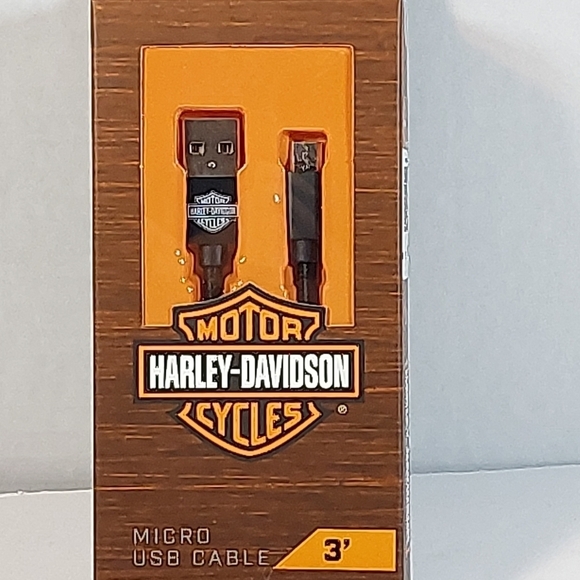 MOTOR
HARLEY-DAVIDSON
CYCLES
MOTOR
HARLEY-DAVIDSON
CYCLES
®
MICRO
USB CABLE
3'